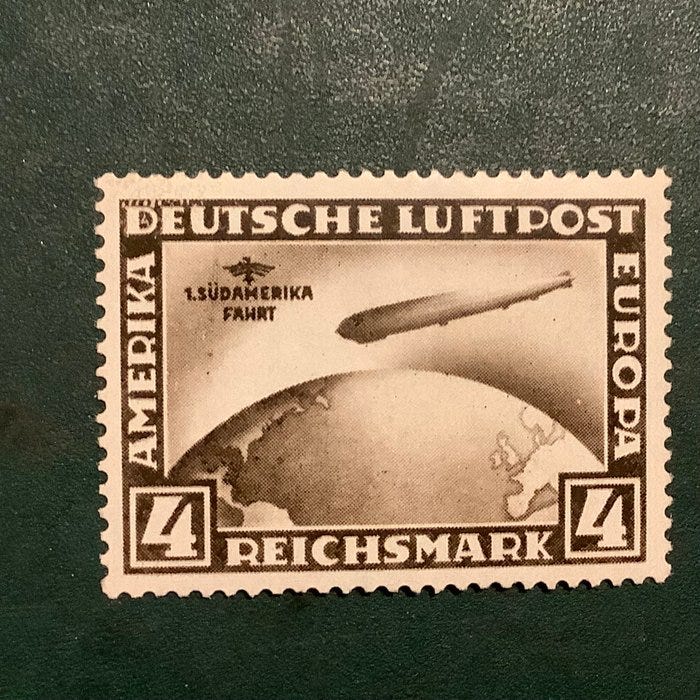 DEUTSCHE LUFTPOST
AMERIKA
1.SÜDAMERIKA
FAHRT
EUROPA
4
REICHSMARK
4